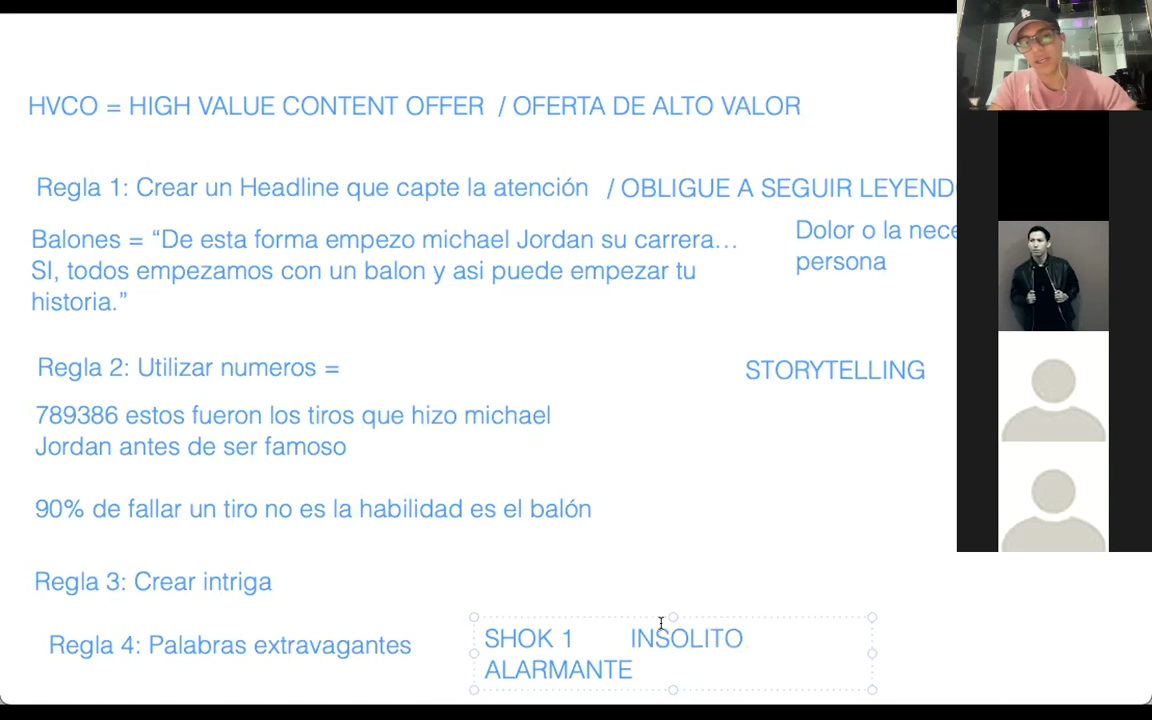 HVCO = HIGH VALUE CONTENT OFFER / OFERTA DE ALTO VALOR
Regla 1: Crear un Headline que capte la atención / OBLIGUE A SEGUIR LEYEND
Balones = “De esta forma empezo michael Jordan su carrera…
SI, todos empezamos con un balon y asi puede empezar tu
historia.”
Dolor o la nece
persona
Regla 2: Utilizar numeros =
STORYTELLING
789386 estos fueron los tiros que hizo michael
Jordan antes de ser famoso
90% de fallar un tiro no es la habilidad es el balón
Regla 3: Crear intriga
Regla 4: Palabras extravagantes
SHOK 1 INSOLITO
ALARMANTE